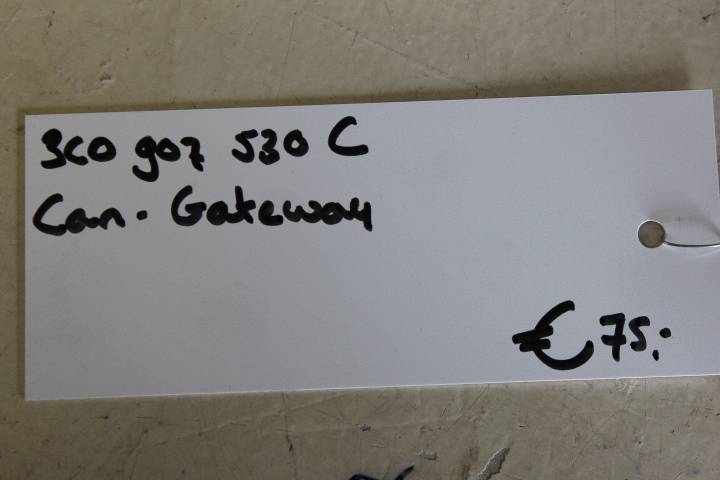 3C0 907 530 C
Can. Gateway
€ 75,-